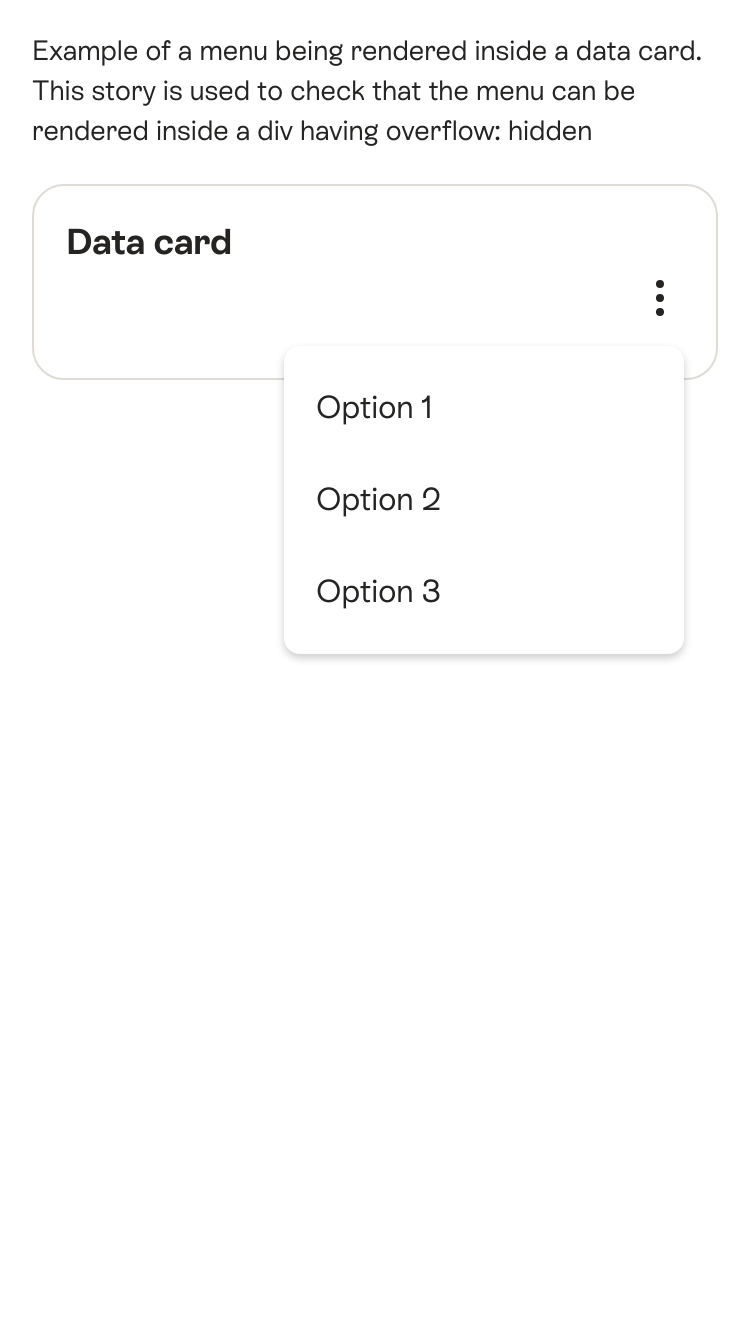 Example of a menu being rendered inside a data card.
This story is used to check that the menu can be
rendered inside a div having overflow: hidden
Data card
Option 1
Option 2
Option 3